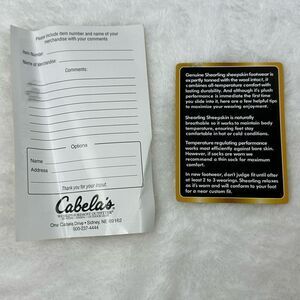 Please include item number and name of your
merchandise with your comments.
Item Number:
Name of merchandise:
Comments:
Options
Name
Address
Thank you for your input.
Cabela's
One Cabela Drive • Sidney, NE 69162
800-237-4444
Genuine Shearling sheepskin footwear is
expertly tanned with the wool intact, it
combines all-temperature comfort with
lasting durability. And although it's plush
performance is immediate the first time
you slide into it, here are a few helpful tips
to maximize your wearing enjoyment.
Shearling Sheepskin is naturally
breathable so it works to maintain body
temperature, ensuring feet stay
comfortable in hot or cold conditions.
Temperature regulating performance
works most efficiently against bare skin.
However, if socks are worn we
recommend a thin sock for maximum
comfort.
In new footwear, don't judge fit until after
at least 2 to 3 wearings. Shearling relaxes
as it's worn and will conform to your foot
for a near custom fit.